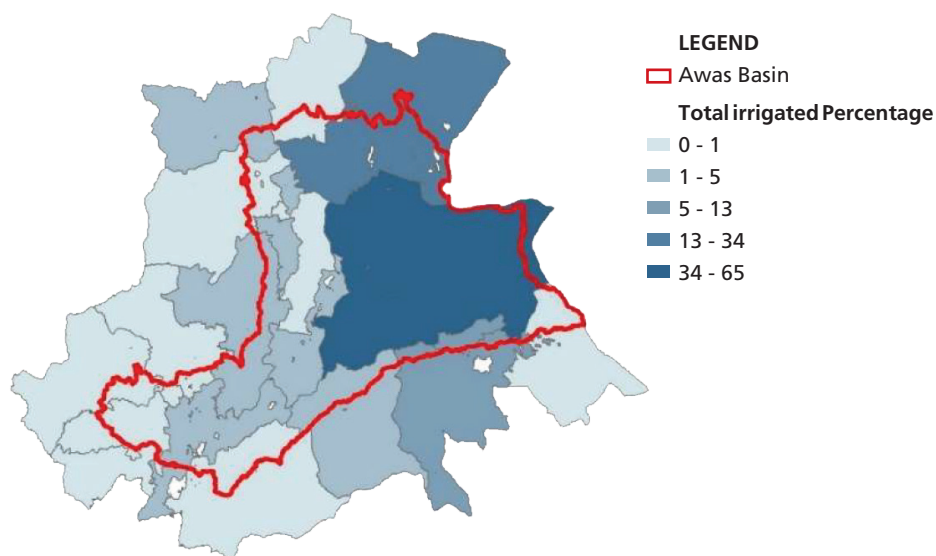 LEGEND
Awas Basin
Total irrigated Percentage
0 - 1
1 - 5
5 - 13
13 - 34
34 - 65